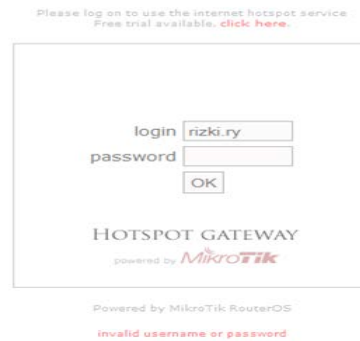 Please log on to use the internet hotspot service
Free trial available, click here.
login rizki.ry
password
OK
HOTSPOT GATEWAY
powered by MikroTik
Powered by MikroTik RouterOS
invalid username or password